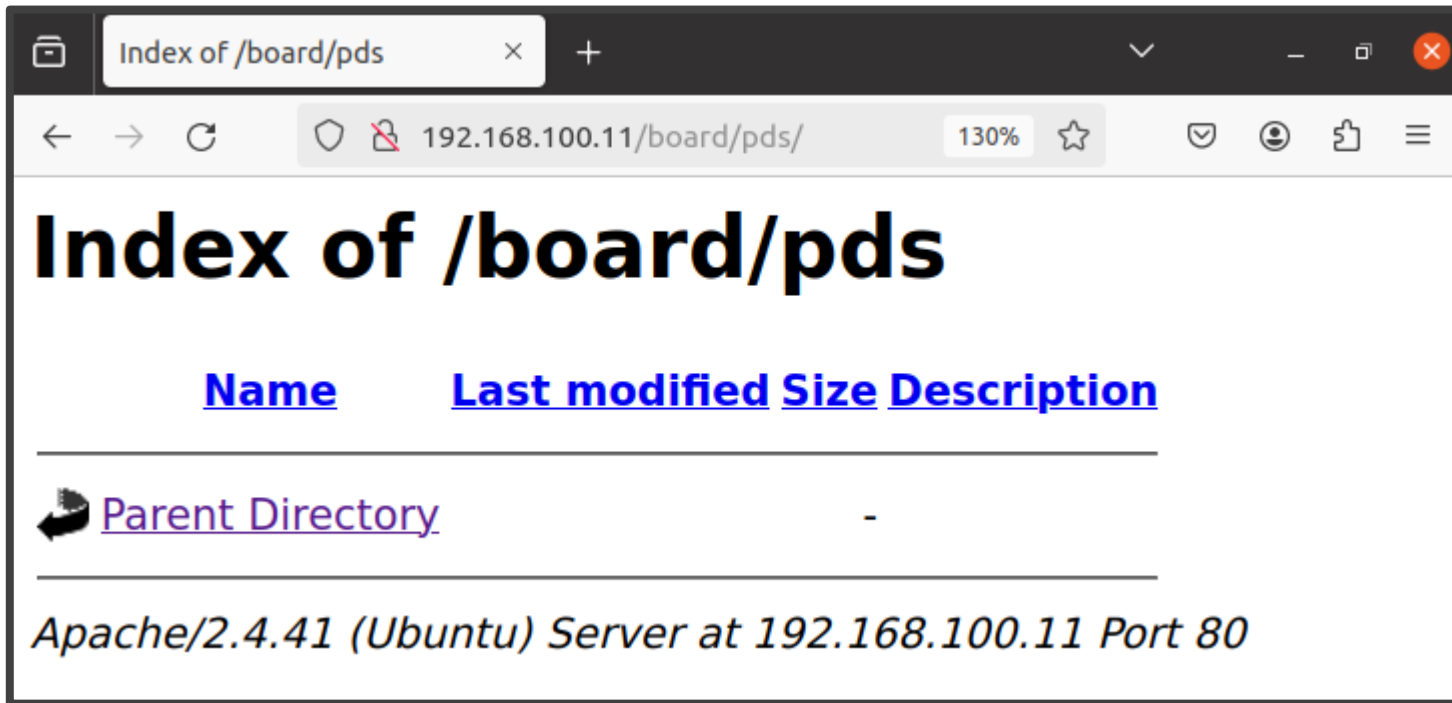 Index of /board/pds
192.168.100.11/board/pds/ 130%
Index of /board/pds
Name Last modified Size Description
Parent Directory -
Apache/2.4.41 (Ubuntu) Server at 192.168.100.11 Port 80